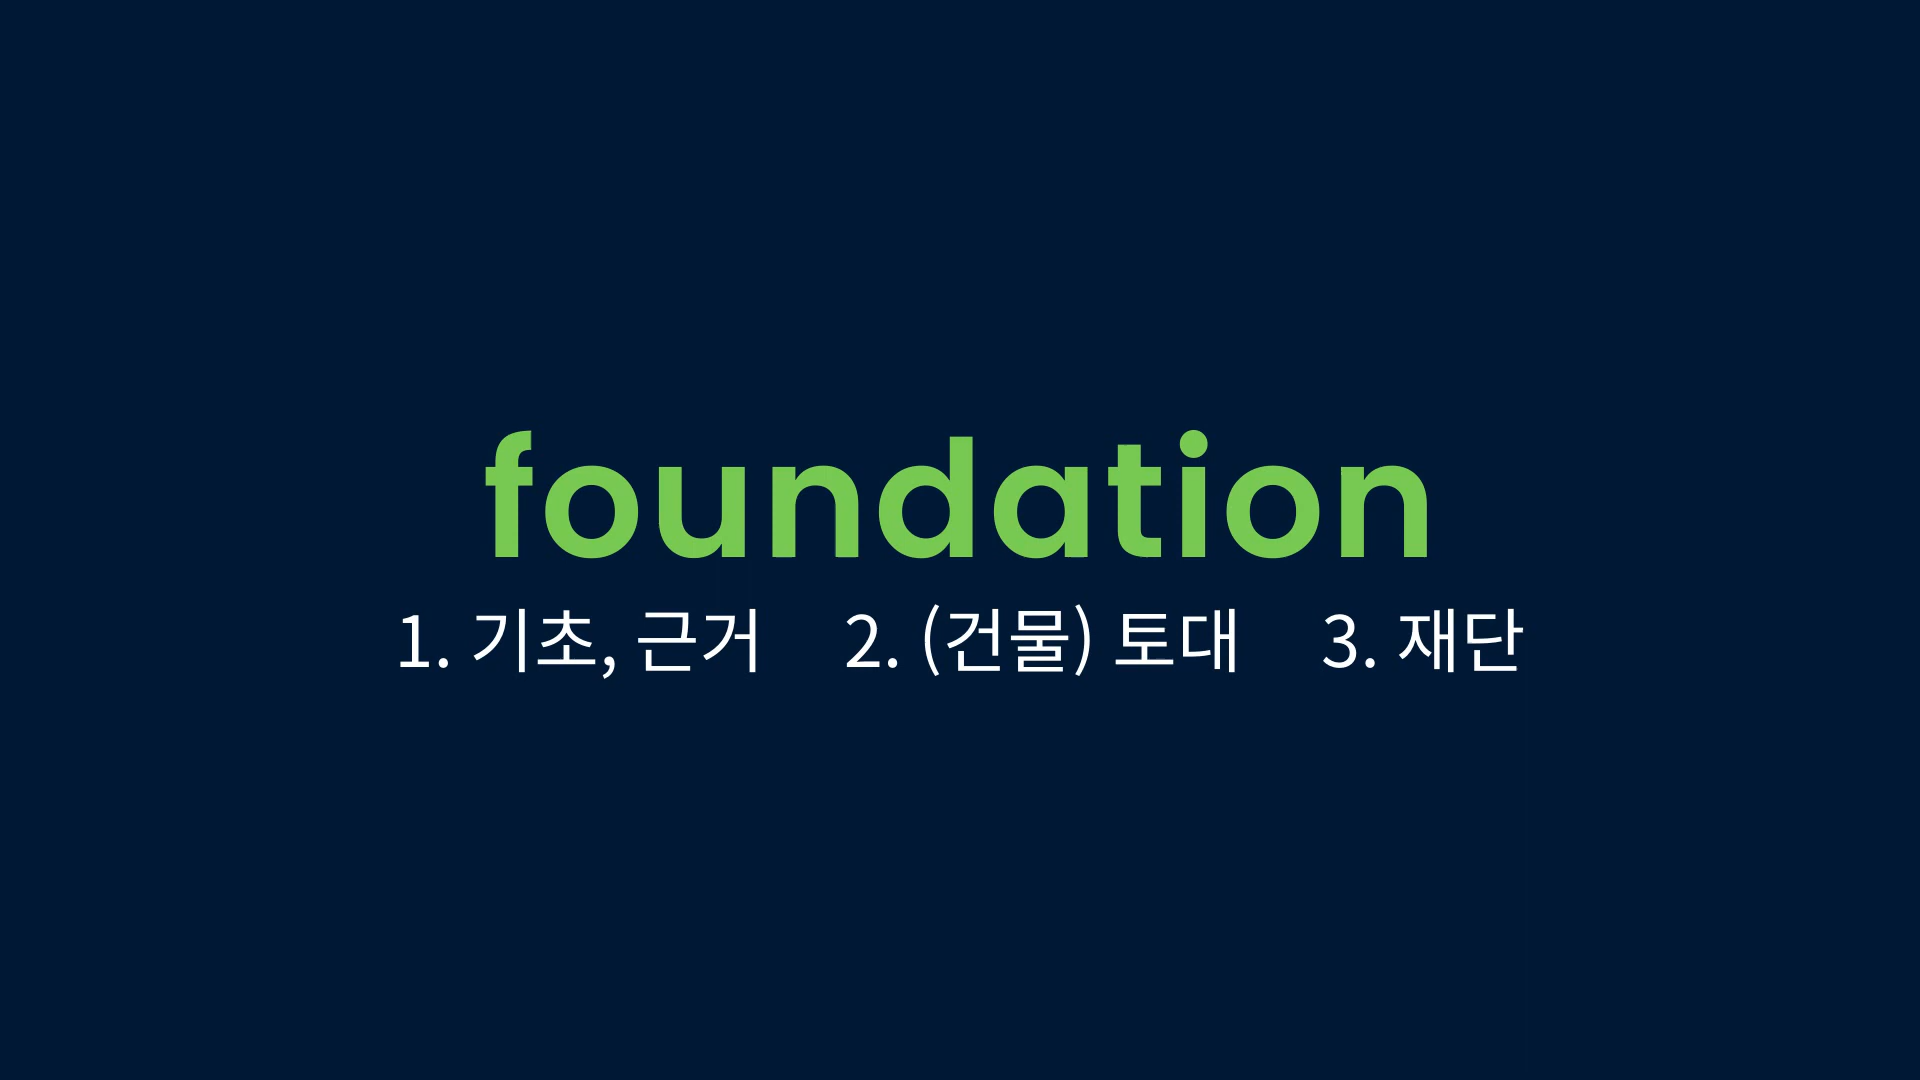 foundation
1. 기초, 근거 2. (건물) 토대 3. 재단